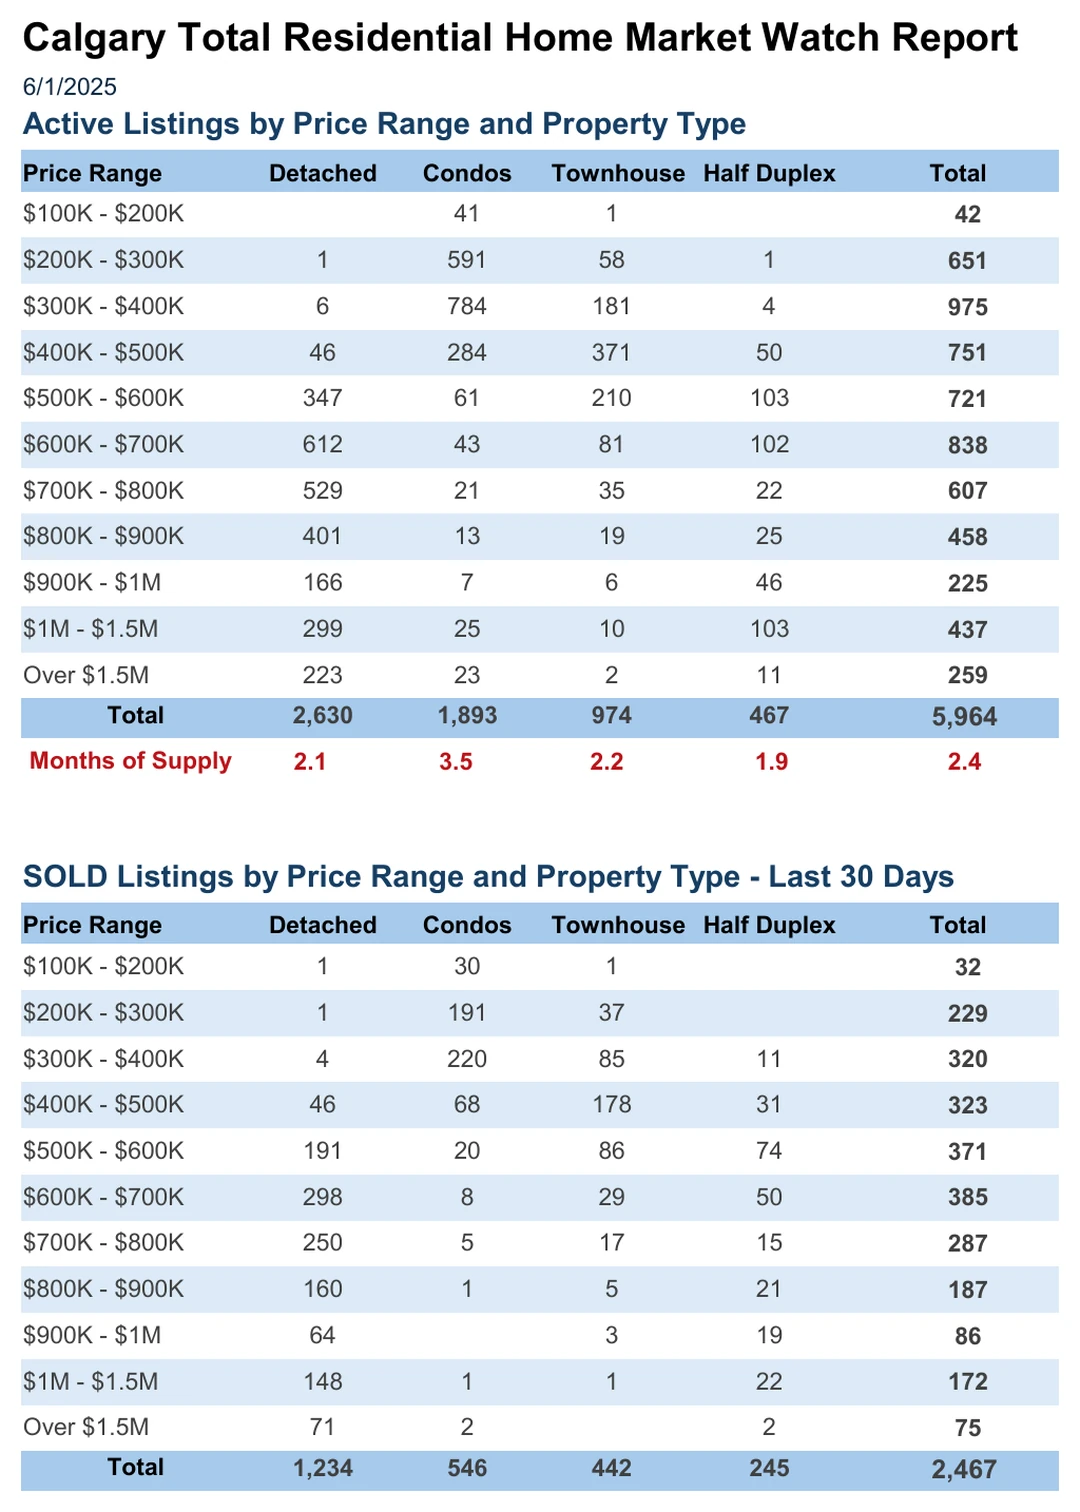 Calgary Total Residential Home Market Watch Report
6/1/2025
Active Listings by Price Range and Property Type
Price Range Detached Condos Townhouse Half Duplex Total
$100K - $200K 41 1 42
$200K - $300K 1 591 58 1 651
$300K - $400K 6 784 181 4 975
$400K - $500K 46 284 371 50 751
$500K - $600K 347 61 210 103 721
$600K - $700K 612 43 81 102 838
$700K - $800K 529 21 35 22 607
$800K - $900K 401 13 19 25 458
$900K - $1M 166 7 6 46 225
$1M - $1.5M 299 25 10 103 437
Over $1.5M 223 23 2 11 259
Total 2,630 1,893 974 467 5,964
Months of Supply 2.1 3.5 2.2 1.9 2.4
SOLD Listings by Price Range and Property Type - Last 30 Days
Price Range Detached Condos Townhouse Half Duplex Total
$100K - $200K 1 30 1 32
$200K - $300K 1 191 37 229
$300K - $400K 4 220 85 11 320
$400K - $500K 46 68 178 31 323
$500K - $600K 191 20 86 74 371
$600K - $700K 298 8 29 50 385
$700K - $800K 250 5 17 15 287
$800K - $900K 160 1 5 21 187
$900K - $1M 64 3 19 86
$1M - $1.5M 148 1 1 22 172
Over $1.5M 71 2 2 75
Total 1,234 546 442 245 2,467